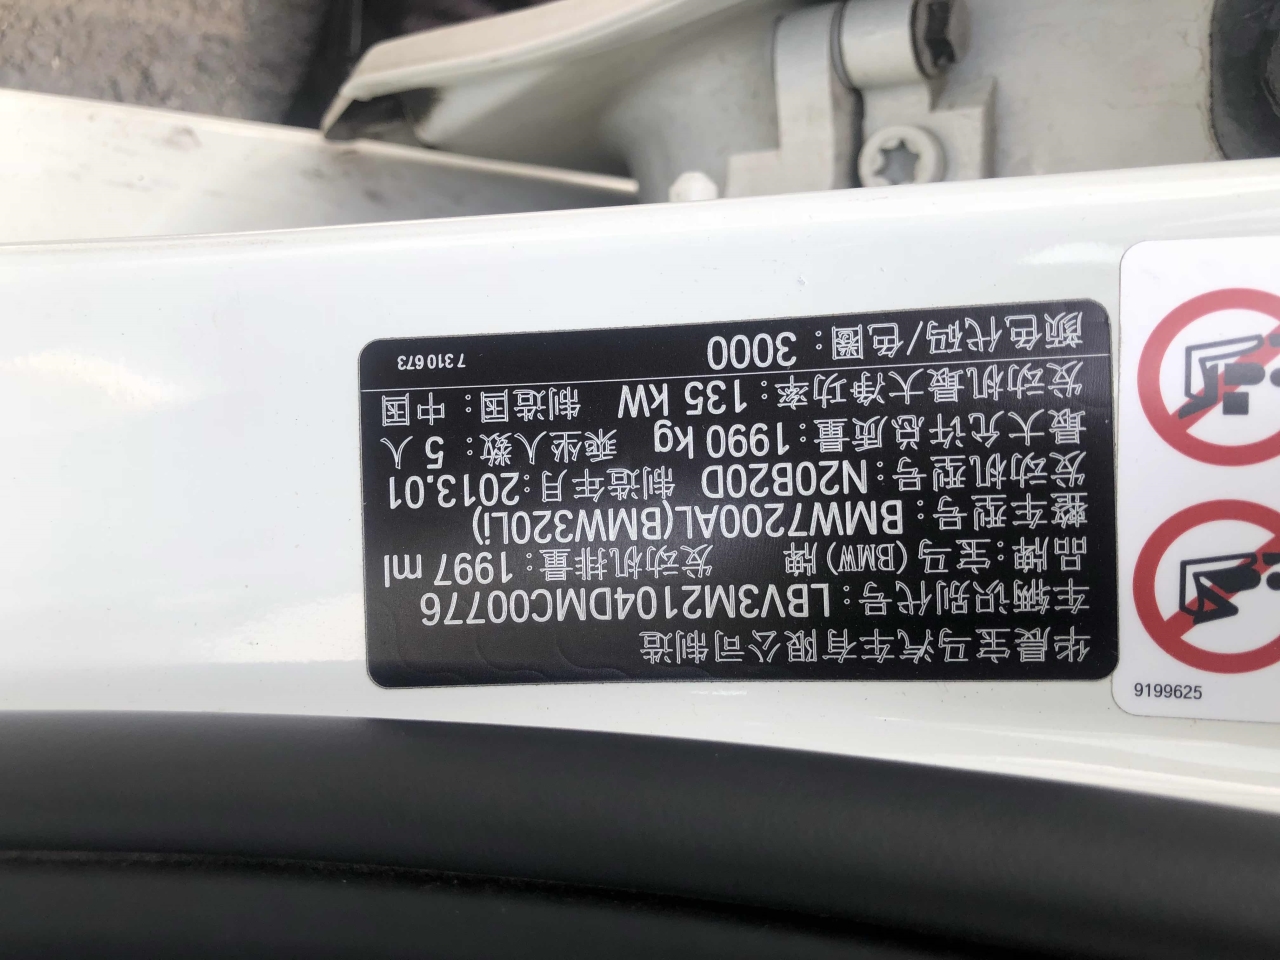 华晨宝马汽车有限公司制造
车辆识别代号：LBV3M2104DMC00776
品牌：宝马 (BMW) 牌 发动机排量：1997 ml
整车型号：BMW7200AL(BMW320Li)
发动机型号：N20B20D 制造年月：2013.01
最大允许总质量：1990 kg 乘坐人数：5 人
发动机最大净功率：135 kW 制造国：中国
颜色代码/色圈：3000 7310673
9199625